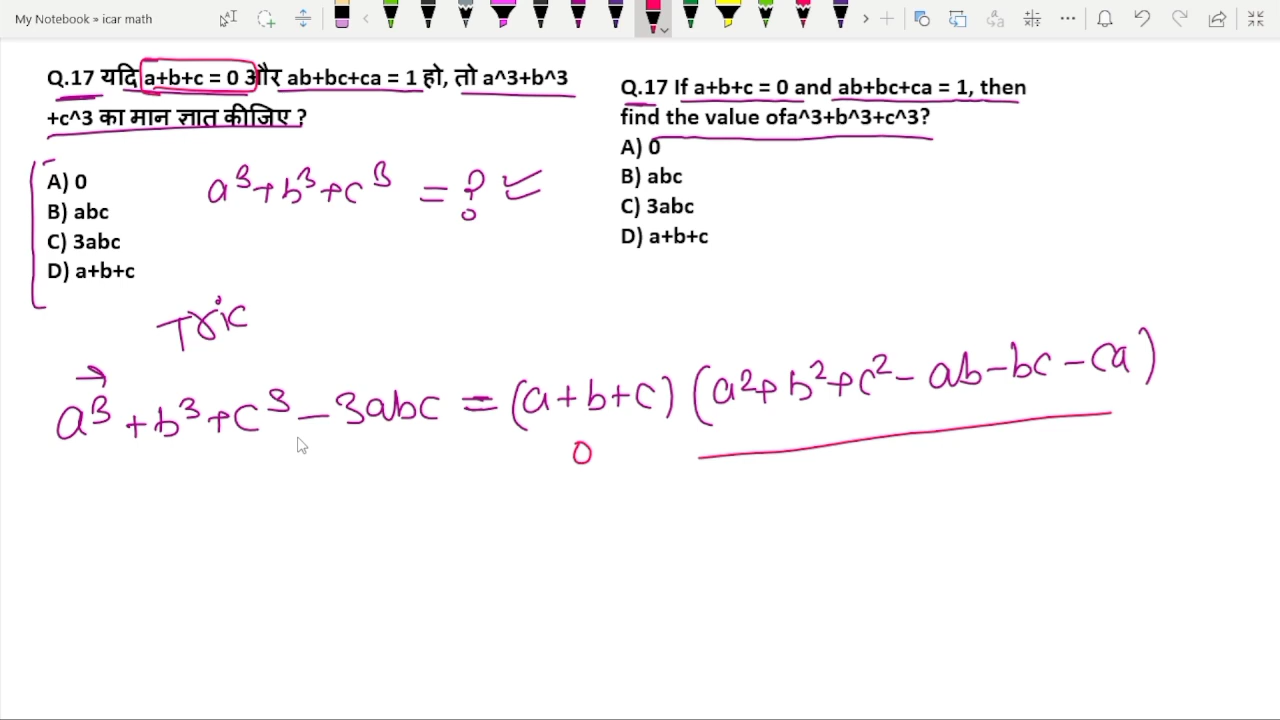 My Notebook » icar math
Q.17 यदि a+b+c = 0 और ab+bc+ca = 1 हो, तो a^3+b^3
+c^3 का मान ज्ञात कीजिए ?
A) 0
B) abc
C) 3abc
D) a+b+c
Q.17 If a+b+c = 0 and ab+bc+ca = 1, then
find the value ofa^3+b^3+c^3?
A) 0
B) abc
C) 3abc
D) a+b+c
a³+b³+c³ = ?
Tric
a³+b³+c³-3abc = (a+b+c) (a²+b²+c²-ab-bc-ca)
0